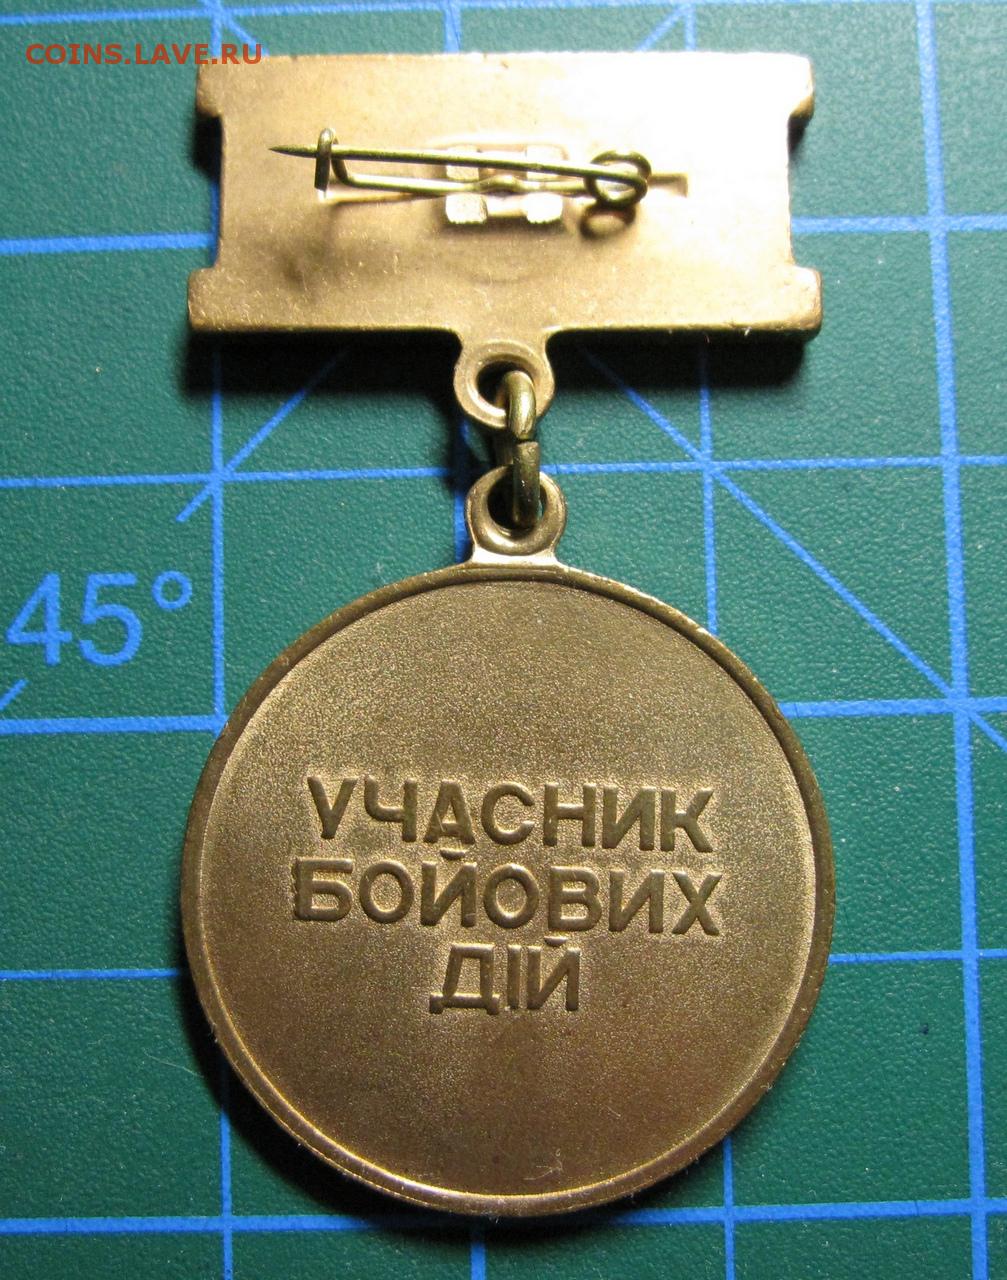 COINS.LAVE.RU
45°
УЧАСНИК
БОЙОВИХ
ДІЙ